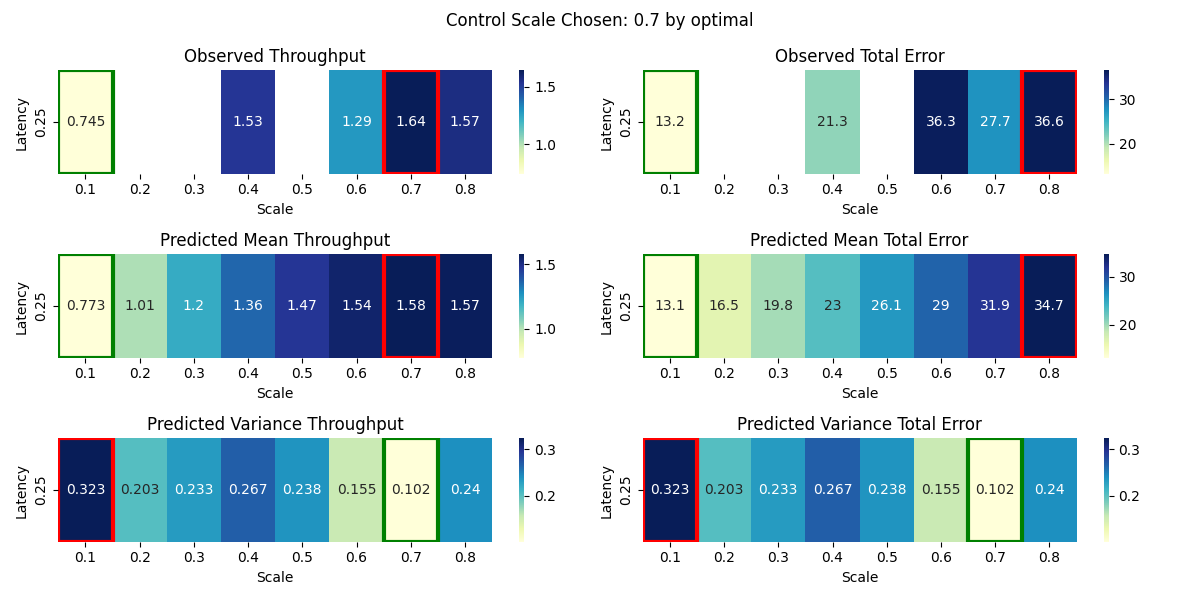 Control Scale Chosen: 0.7 by optimal
Observed Throughput
Latency
0.25
0.745 1.53 1.29 1.64 1.57
0.1 0.2 0.3 0.4 0.5 0.6 0.7 0.8
Scale
1.5
1.0
Observed Total Error
Latency
0.25
13.2 21.3 36.3 27.7 36.6
0.1 0.2 0.3 0.4 0.5 0.6 0.7 0.8
Scale
30
20
Predicted Mean Throughput
Latency
0.25
0.773 1.01 1.2 1.36 1.47 1.54 1.58 1.57
0.1 0.2 0.3 0.4 0.5 0.6 0.7 0.8
Scale
1.5
1.0
Predicted Mean Total Error
Latency
0.25
13.1 16.5 19.8 23 26.1 29 31.9 34.7
0.1 0.2 0.3 0.4 0.5 0.6 0.7 0.8
Scale
30
20
Predicted Variance Throughput
Latency
0.25
0.323 0.203 0.233 0.267 0.238 0.155 0.102 0.24
0.1 0.2 0.3 0.4 0.5 0.6 0.7 0.8
Scale
0.3
0.2
Predicted Variance Total Error
Latency
0.25
0.323 0.203 0.233 0.267 0.238 0.155 0.102 0.24
0.1 0.2 0.3 0.4 0.5 0.6 0.7 0.8
Scale
0.3
0.2